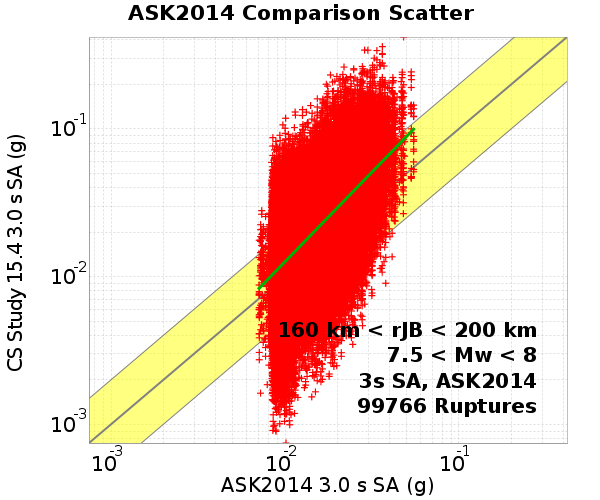 ASK2014 Comparison Scatter
CS Study 15.4 3.0 s SA (g)
10-1
10-2
10-3
160 km < rJB < 200 km
7.5 < Mw < 8
3s SA, ASK2014
99766 Ruptures
10-3
10-2
10-1
ASK2014 3.0 s SA (g)